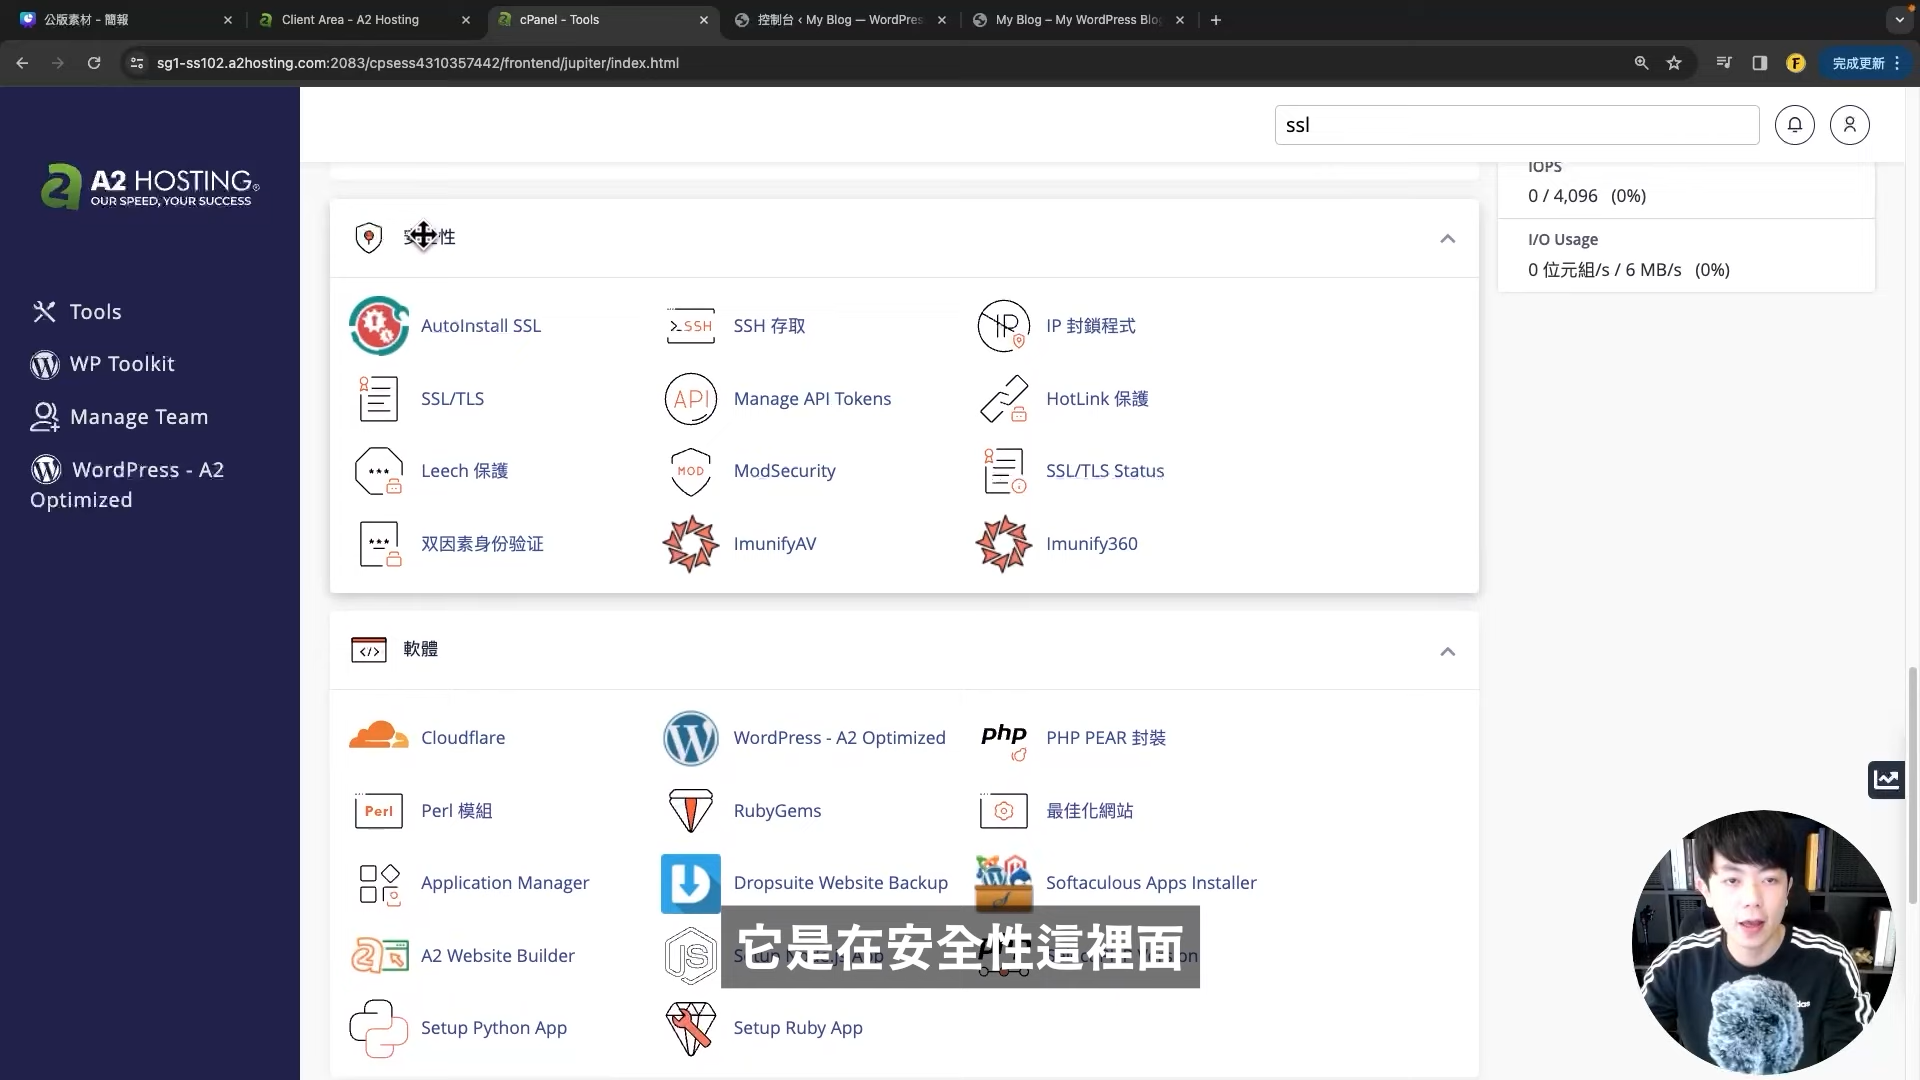 公版素材 - 簡報
Client Area - A2 Hosting
cPanel - Tools
控制台 ‹ My Blog — WordPres
My Blog – My WordPress Blog
sg1-ss102.a2hosting.com:2083/cpsess4310357442/frontend/jupiter/index.html
完成更新
A2 HOSTING
OUR SPEED, YOUR SUCCESS
ssl
Tools
WP Toolkit
Manage Team
WordPress - A2
Optimized
IOPS
0 / 4,096 (0%)
I/O Usage
0 位元組/s / 6 MB/s (0%)
性
AutoInstall SSL
SSH 存取
IP 封鎖程式
SSL/TLS
Manage API Tokens
HotLink 保護
Leech 保護
ModSecurity
SSL/TLS Status
双因素身份验证
ImunifyAV
Imunify360
軟體
Cloudflare
WordPress - A2 Optimized
PHP PEAR 封裝
Perl 模組
RubyGems
最佳化網站
Application Manager
Dropsuite Website Backup
Softaculous Apps Installer
A2 Website Builder
它是在安全性這裡面
Setup Python App
Setup Ruby App